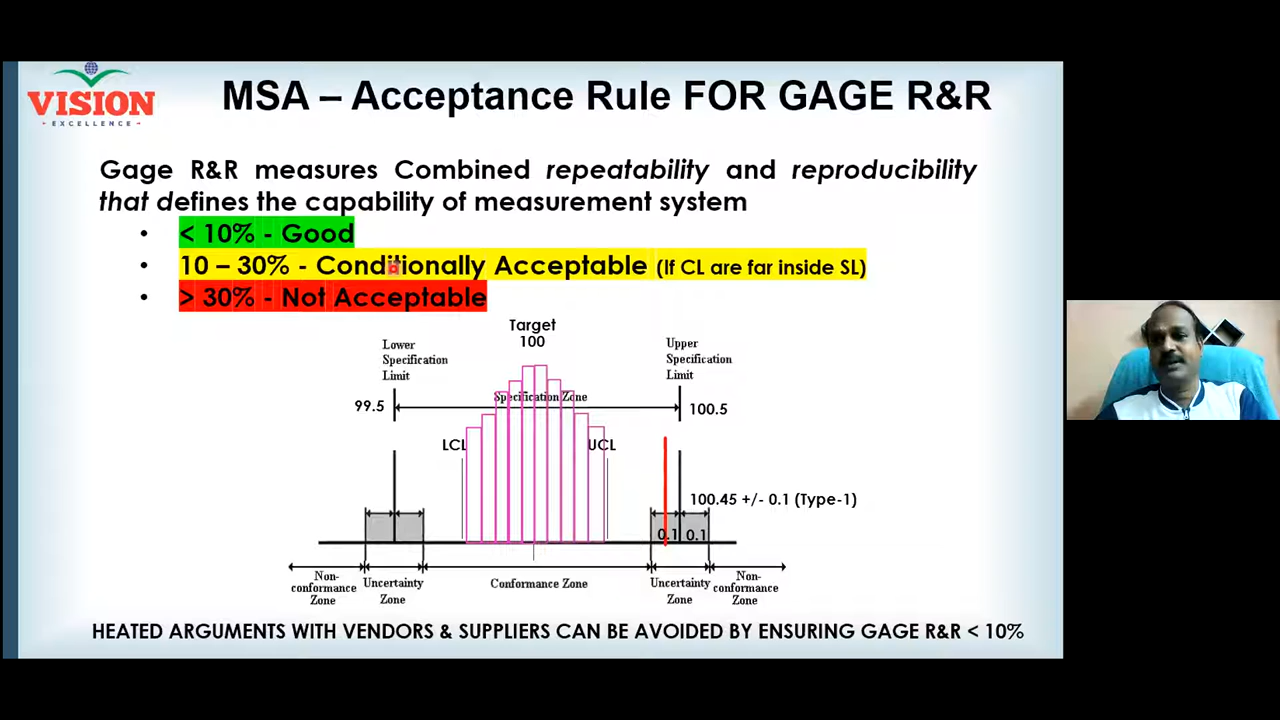 VISION
EXCELLENCE
MSA – Acceptance Rule FOR GAGE R&R
Gage R&R measures Combined repeatability and reproducibility
that defines the capability of measurement system
• < 10% - Good
• 10 – 30% - Conditionally Acceptable (If CL are far inside SL)
• > 30% - Not Acceptable
Target
100
Lower
Specification
Limit
Upper
Specification
Limit
Specification Zone
99.5
100.5
LCL
UCL
100.45 +/- 0.1 (Type-1)
0.1 0.1
Non-
conformance
Zone
Uncertainty
Zone
Conformance Zone
Uncertainty
Zone
Non-
conformance
Zone
HEATED ARGUMENTS WITH VENDORS & SUPPLIERS CAN BE AVOIDED BY ENSURING GAGE R&R < 10%